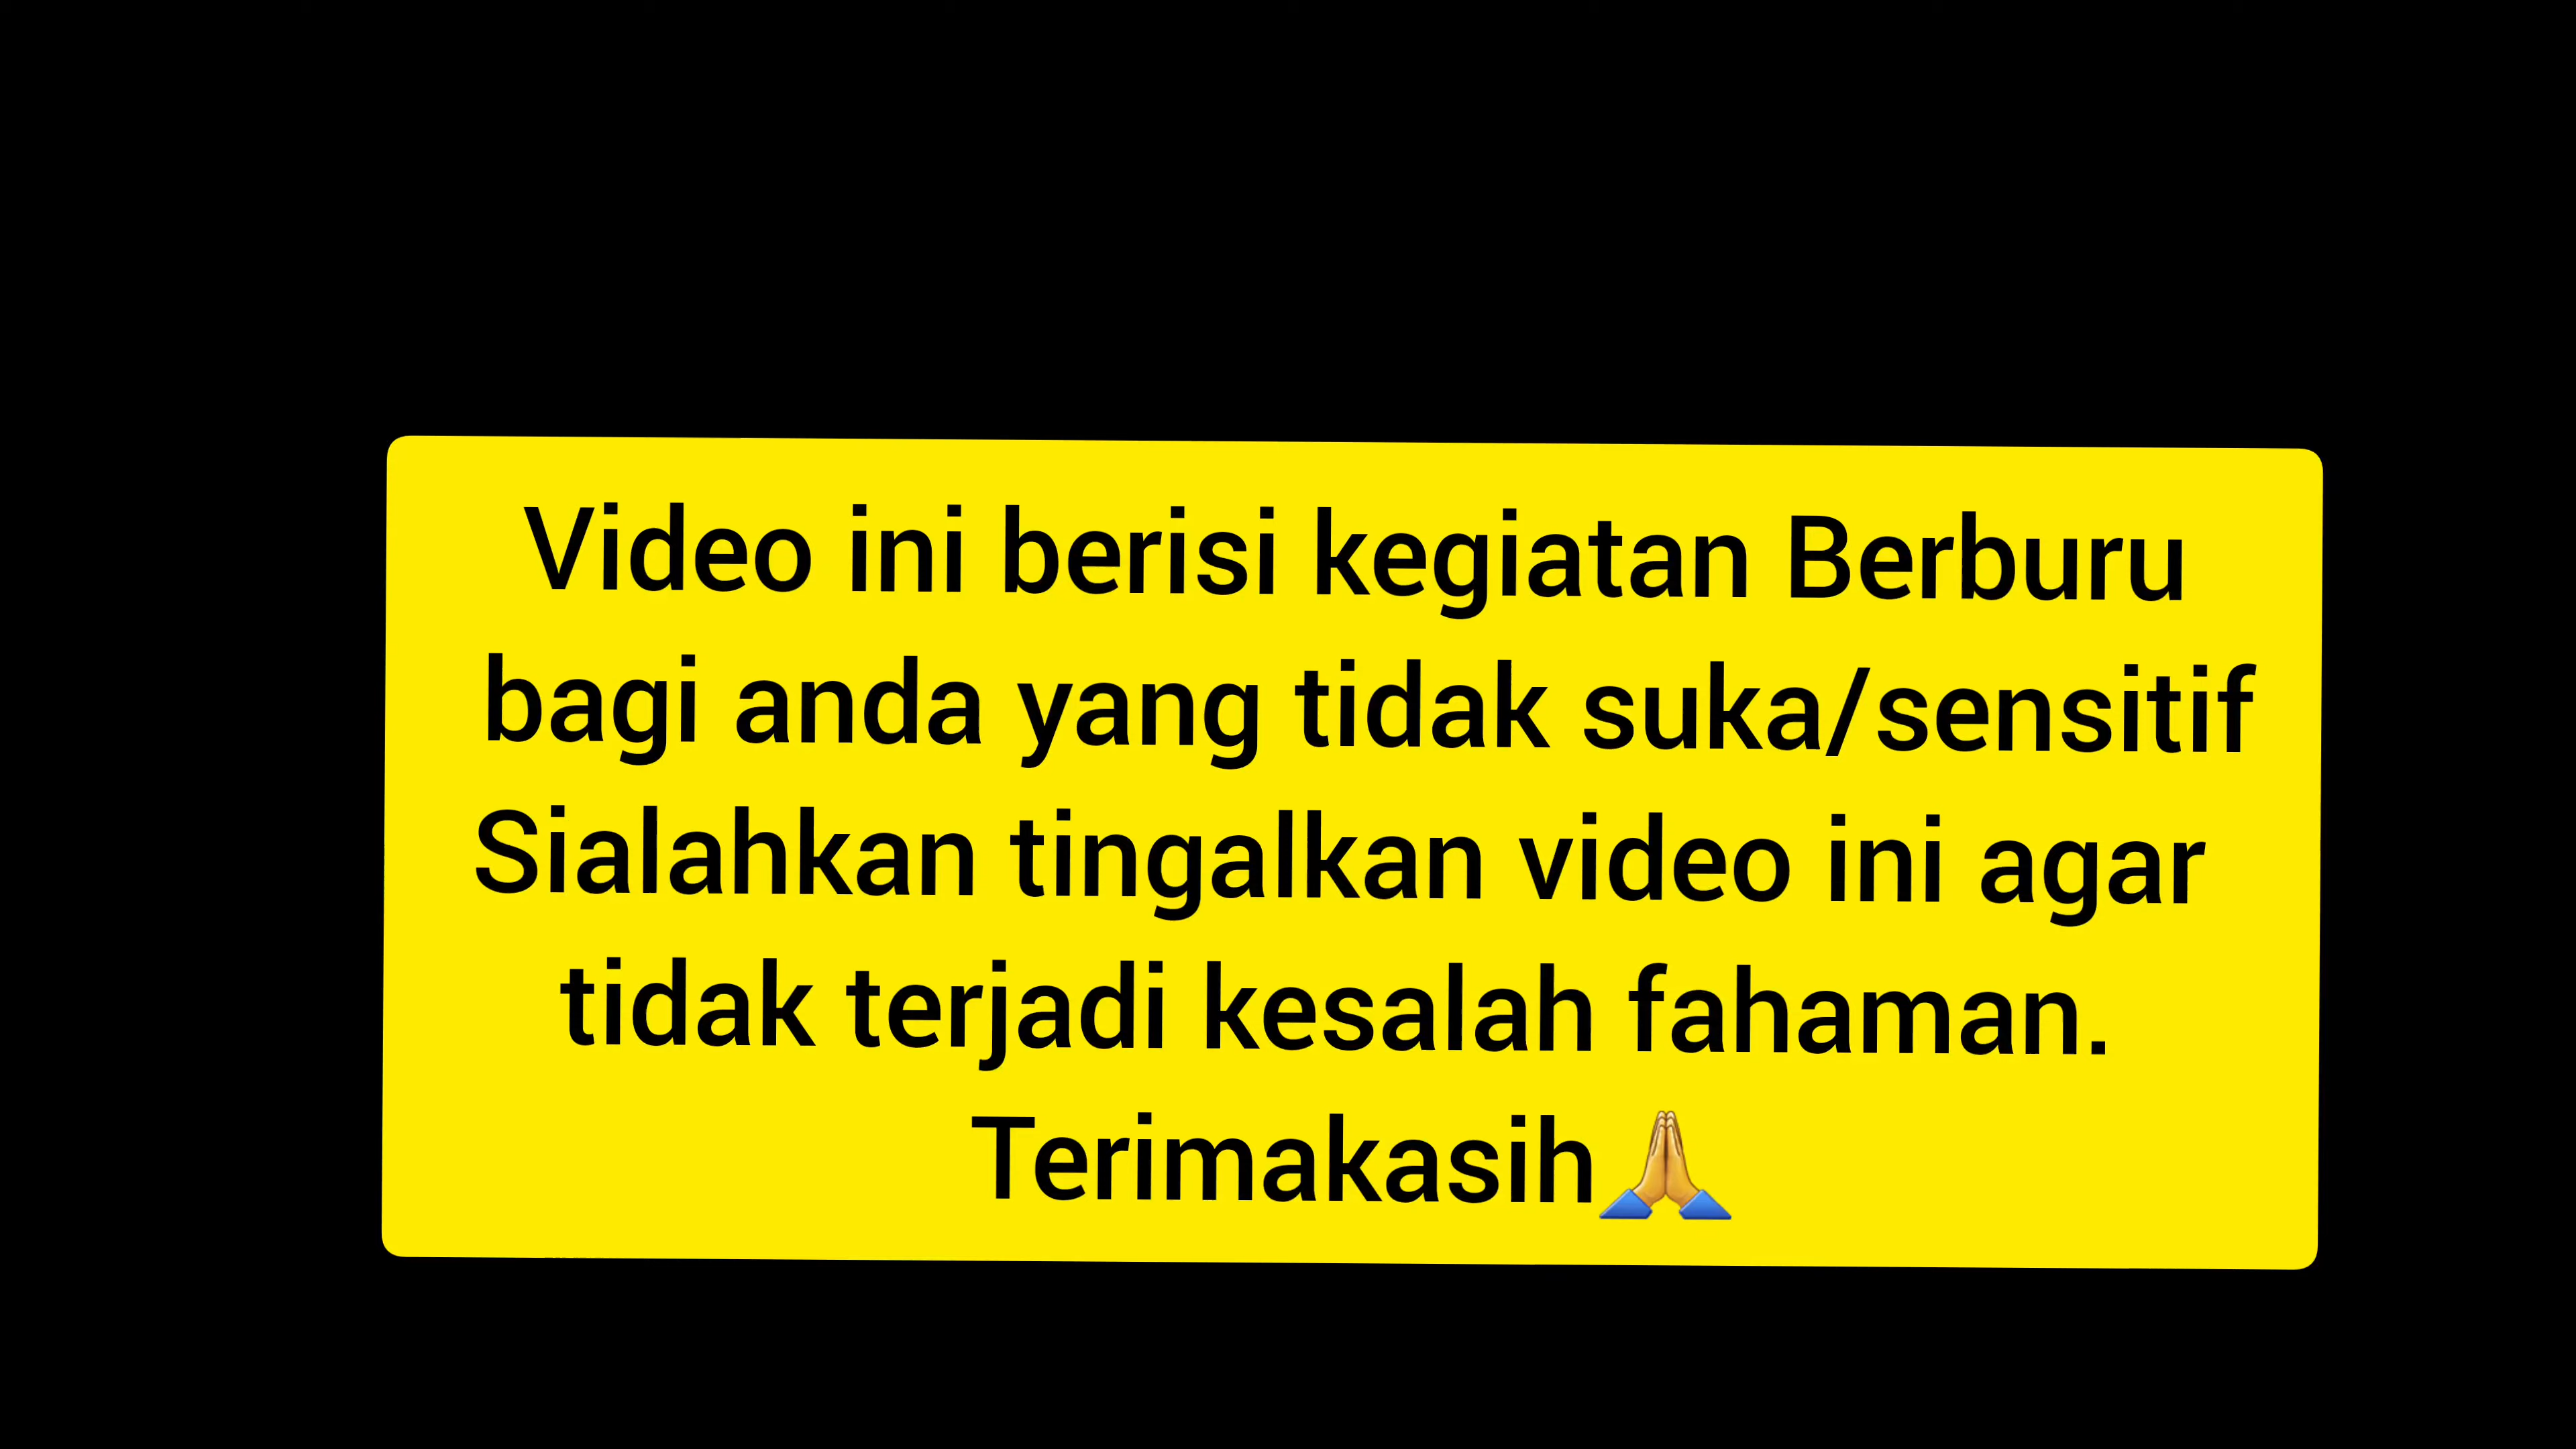 Video ini berisi kegiatan Berburu
bagi anda yang tidak suka/sensitif
Sialahkan tingalkan video ini agar
tidak terjadi kesalah fahaman.
Terimakasih🙏